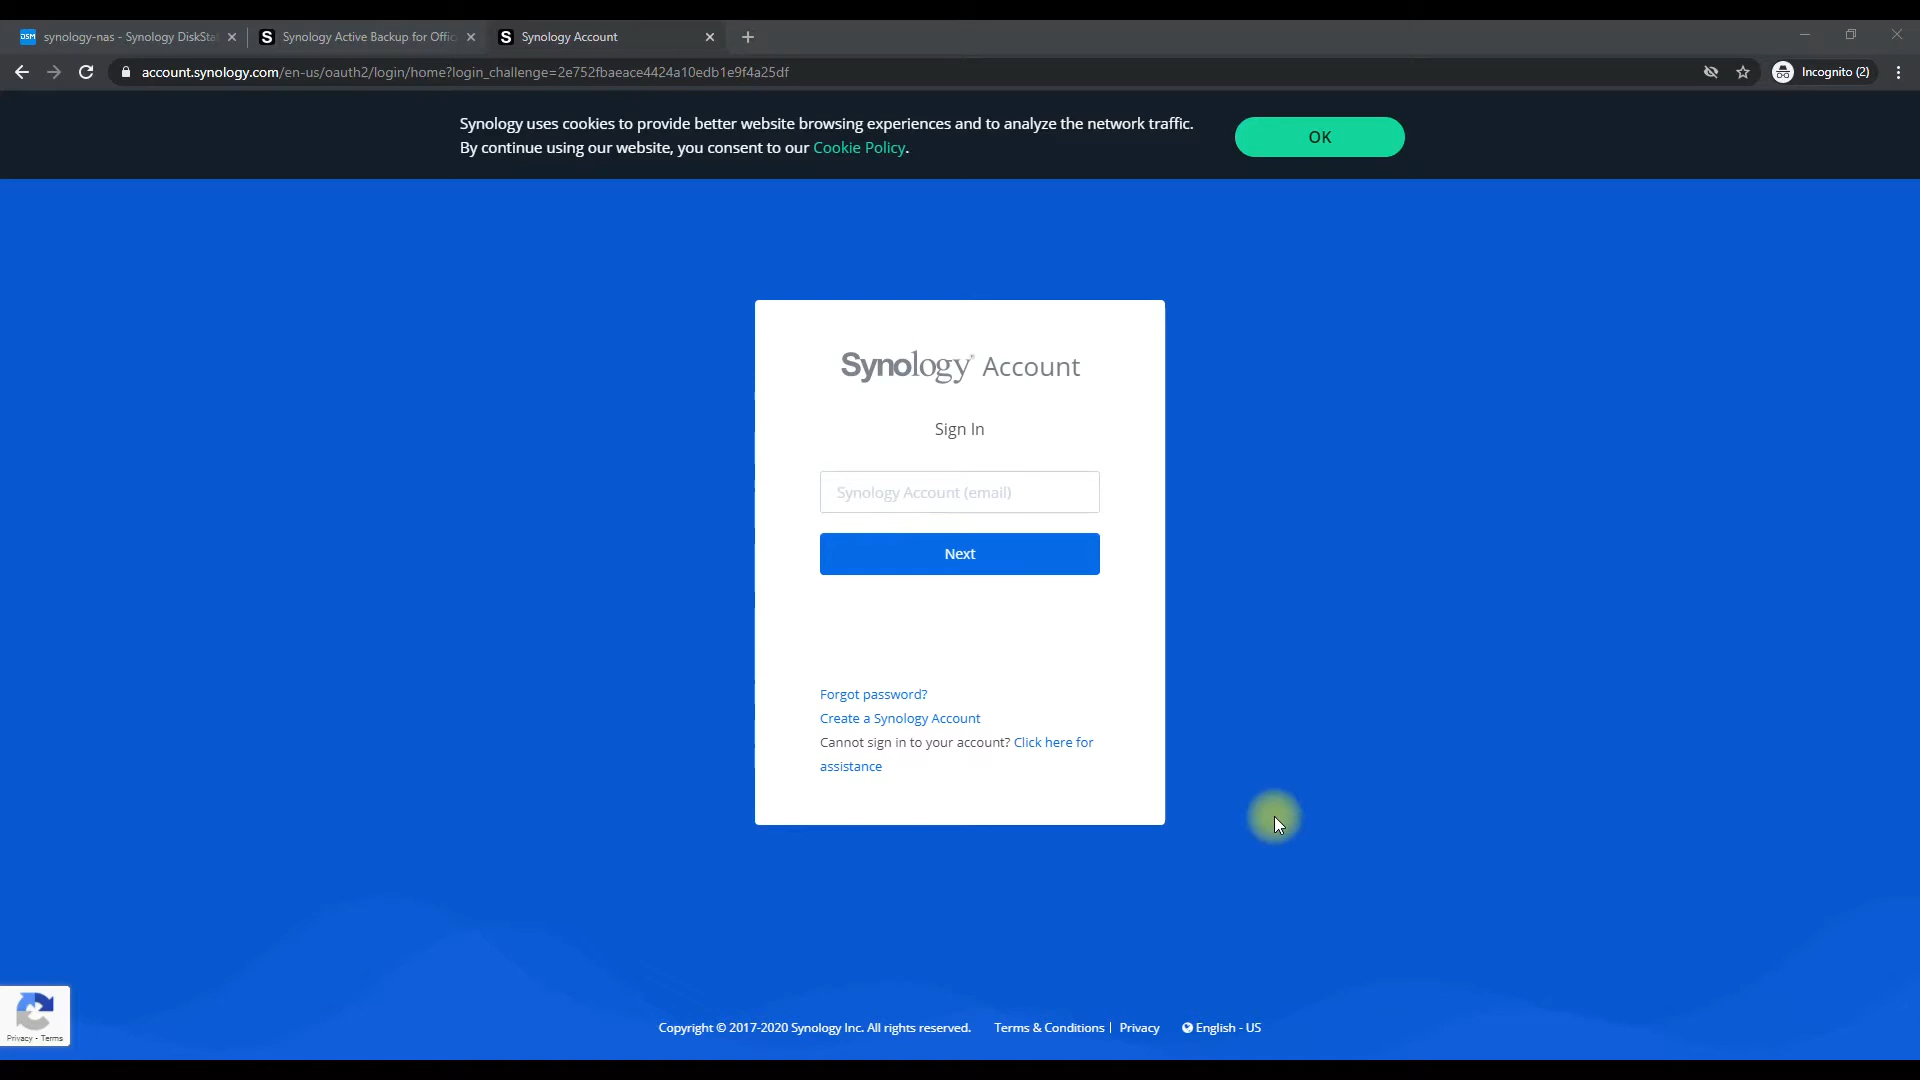 DSM synology-nas - Synology DiskSta
S Synology Active Backup for Offic
S Synology Account
account.synology.com/en-us/oauth2/login/home?login_challenge=2e752fbaeace4424a10edb1e9f4a25df
Incognito (2)
Synology uses cookies to provide better website browsing experiences and to analyze the network traffic.
By continue using our website, you consent to our Cookie Policy.
OK
Synology® Account
Sign In
Synology Account (email)
Next
Forgot password?
Create a Synology Account
Cannot sign in to your account? Click here for
assistance
Privacy - Terms
Copyright © 2017-2020 Synology Inc. All rights reserved. Terms & Conditions | Privacy English - US